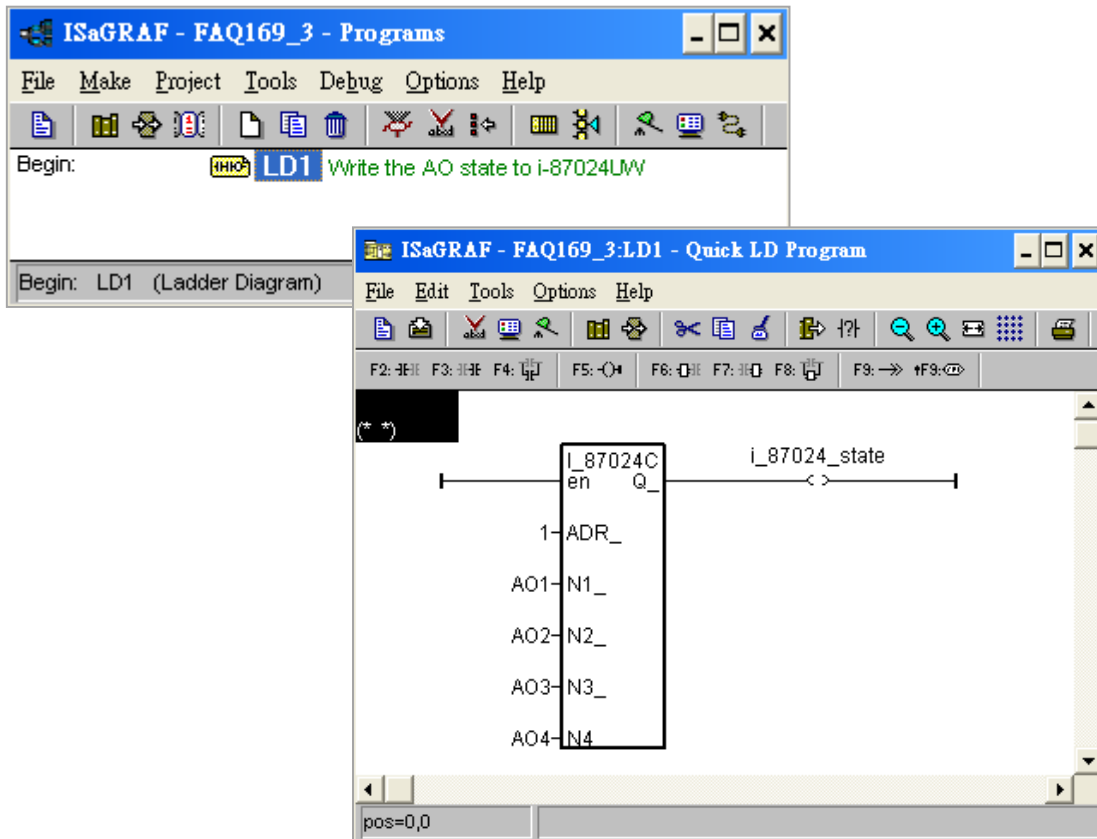 ISaGRAF - FAQ169_3 - Programs
File Make Project Tools Debug Options Help
Begin: LD1 Write the AO state to i-87024UW
Begin: LD1 (Ladder Diagram)
ISaGRAF - FAQ169_3:LD1 - Quick LD Program
File Edit Tools Options Help
F2: F3: F4: F5: F6: F7: F8: F9: F9:
(* *)
I_87024C i_87024_state
en Q_
1 ADR_
AO1 N1_
AO2 N2_
AO3 N3_
AO4 N4
pos=0,0